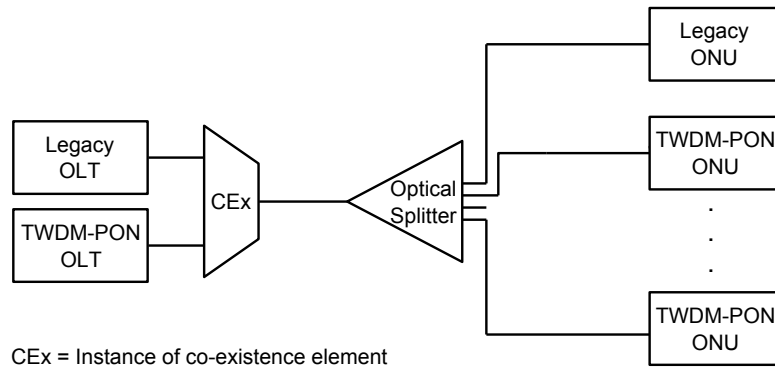 Legacy
OLT
TWDM-PON
OLT
CEx
Optical
Splitter
Legacy
ONU
TWDM-PON
ONU
.
.
.
TWDM-PON
ONU
CEx = Instance of co-existence element